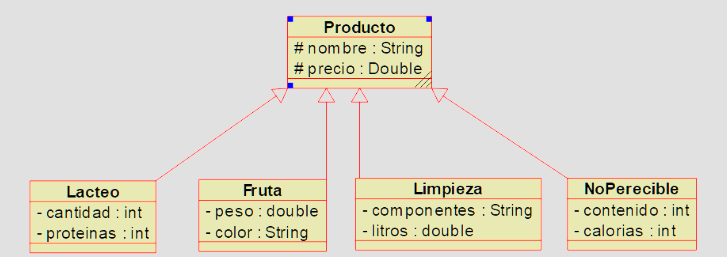 Producto
# nombre : String
# precio : Double
Lacteo
- cantidad : int
- proteinas : int
Fruta
- peso : double
- color : String
Limpieza
- componentes : String
- litros : double
NoPerecible
- contenido : int
- calorias : int